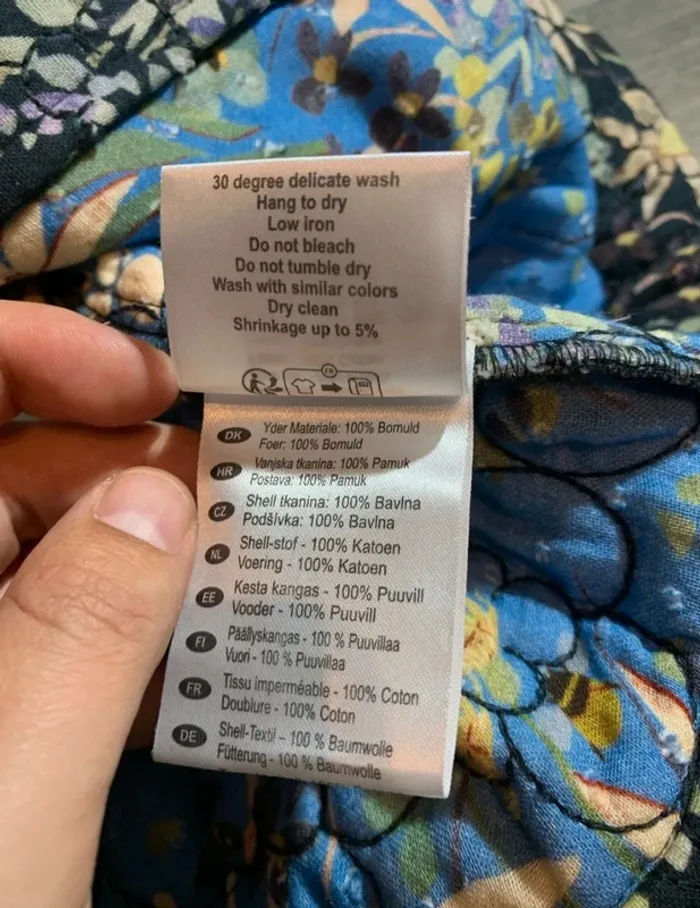 30 degree delicate wash
Hang to dry
Low iron
Do not bleach
Do not tumble dry
Wash with similar colors
Dry clean
Shrinkage up to 5%
FR
DK Yder Materiale: 100% Bomuld
Foer: 100% Bomuld
HR Vanjska tkanina: 100% Pamuk
Postava: 100% Pamuk
CZ Shell tkanina: 100% Bavlna
Podšívka: 100% Bavlna
NL Shell-stof - 100% Katoen
Voering - 100% Katoen
EE Kesta kangas - 100% Puuvill
Vooder - 100% Puuvill
FI Päällyskangas - 100 % Puuvillaa
Vuori - 100 % Puuvillaa
FR Tissu imperméable - 100% Coton
Doublure - 100% Coton
DE Shell-Textil – 100 % Baumwolle
Fütterung - 100 % Baumwolle